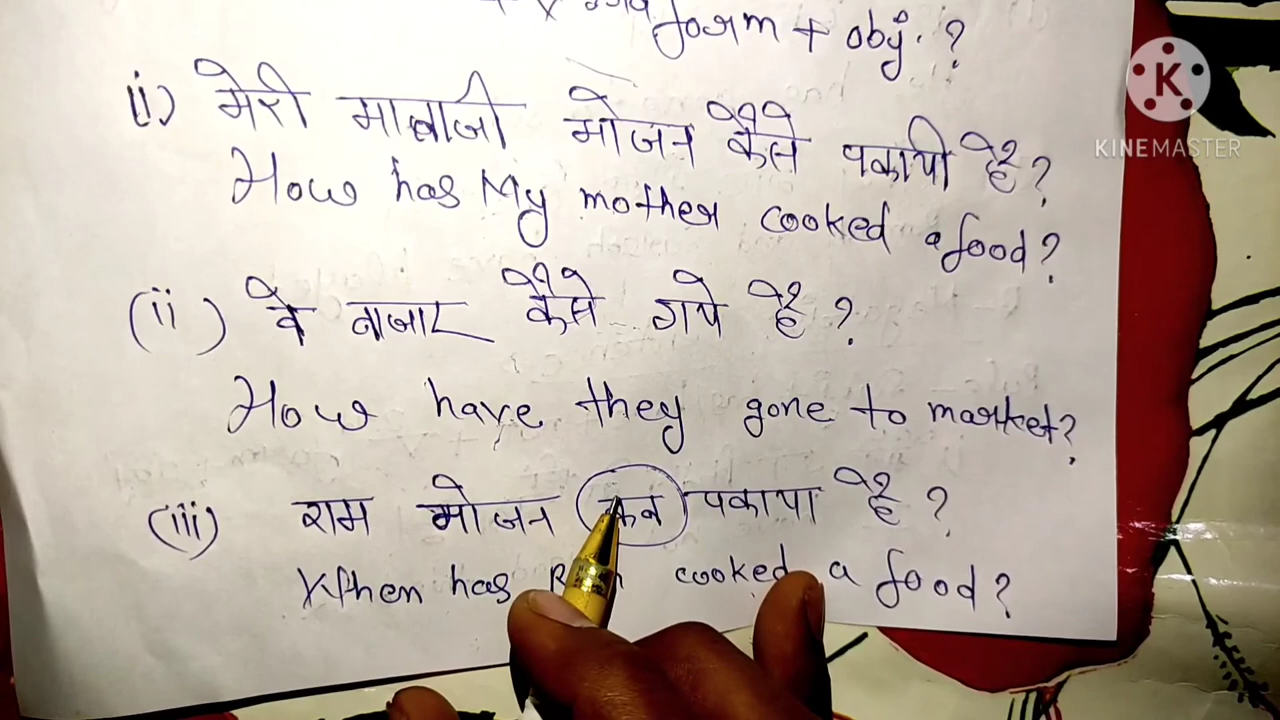 form + obj. ?
i) मेरी माताजी भोजन कैसे पकायी है ?
How has My mother cooked a food ?
(ii) वे बाजार कैसे गये है ?
How have they gone to market ?
(iii) राम भोजन कब पकाया है ?
When has cooked a food ?
K
KINEMASTER